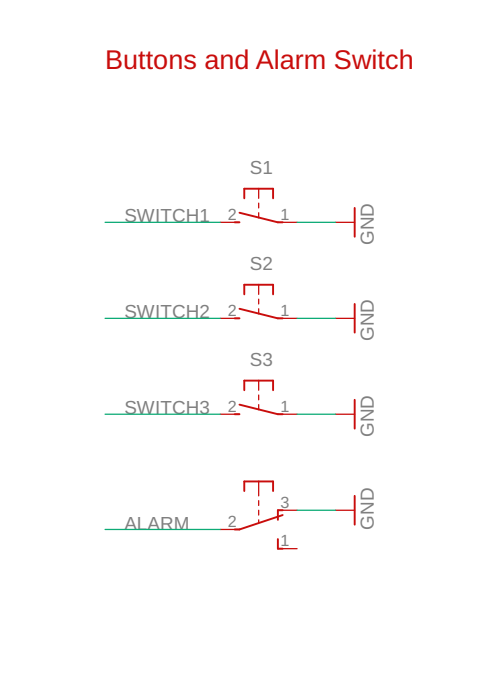 Buttons and Alarm Switch
S1
SWITCH1 2 1 GND
S2
SWITCH2 2 1 GND
S3
SWITCH3 2 1 GND
3 GND
ALARM 2
1